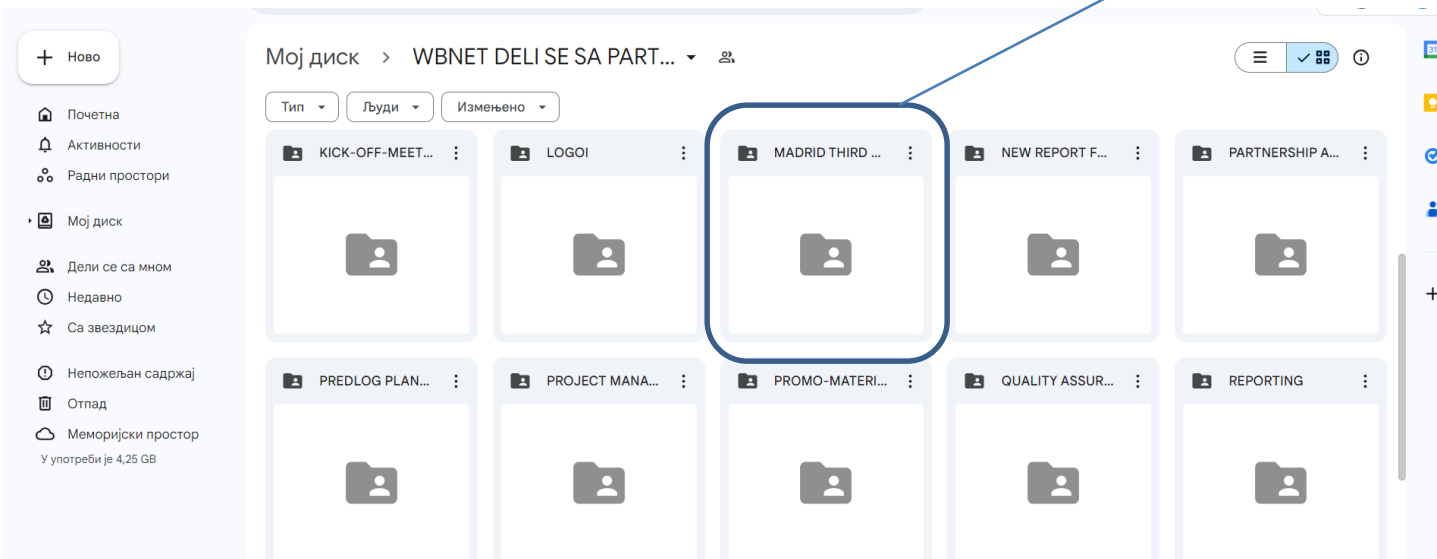 Ново
Мој диск > WBNET DELI SE SA PART...
Тип Људи Измењено
Почетна
Активности
Радни простори
Мој диск
Дели се са мном
Недавно
Са звездицом
Непожељан садржај
Отпад
Меморијски простор
У употреби је 4,25 GB
KICK-OFF-MEET... LOGOI MADRID THIRD ... NEW REPORT F... PARTNERSHIP A...
PREDLOG PLAN... PROJECT MANA... PROMO-MATERI... QUALITY ASSUR... REPORTING
31